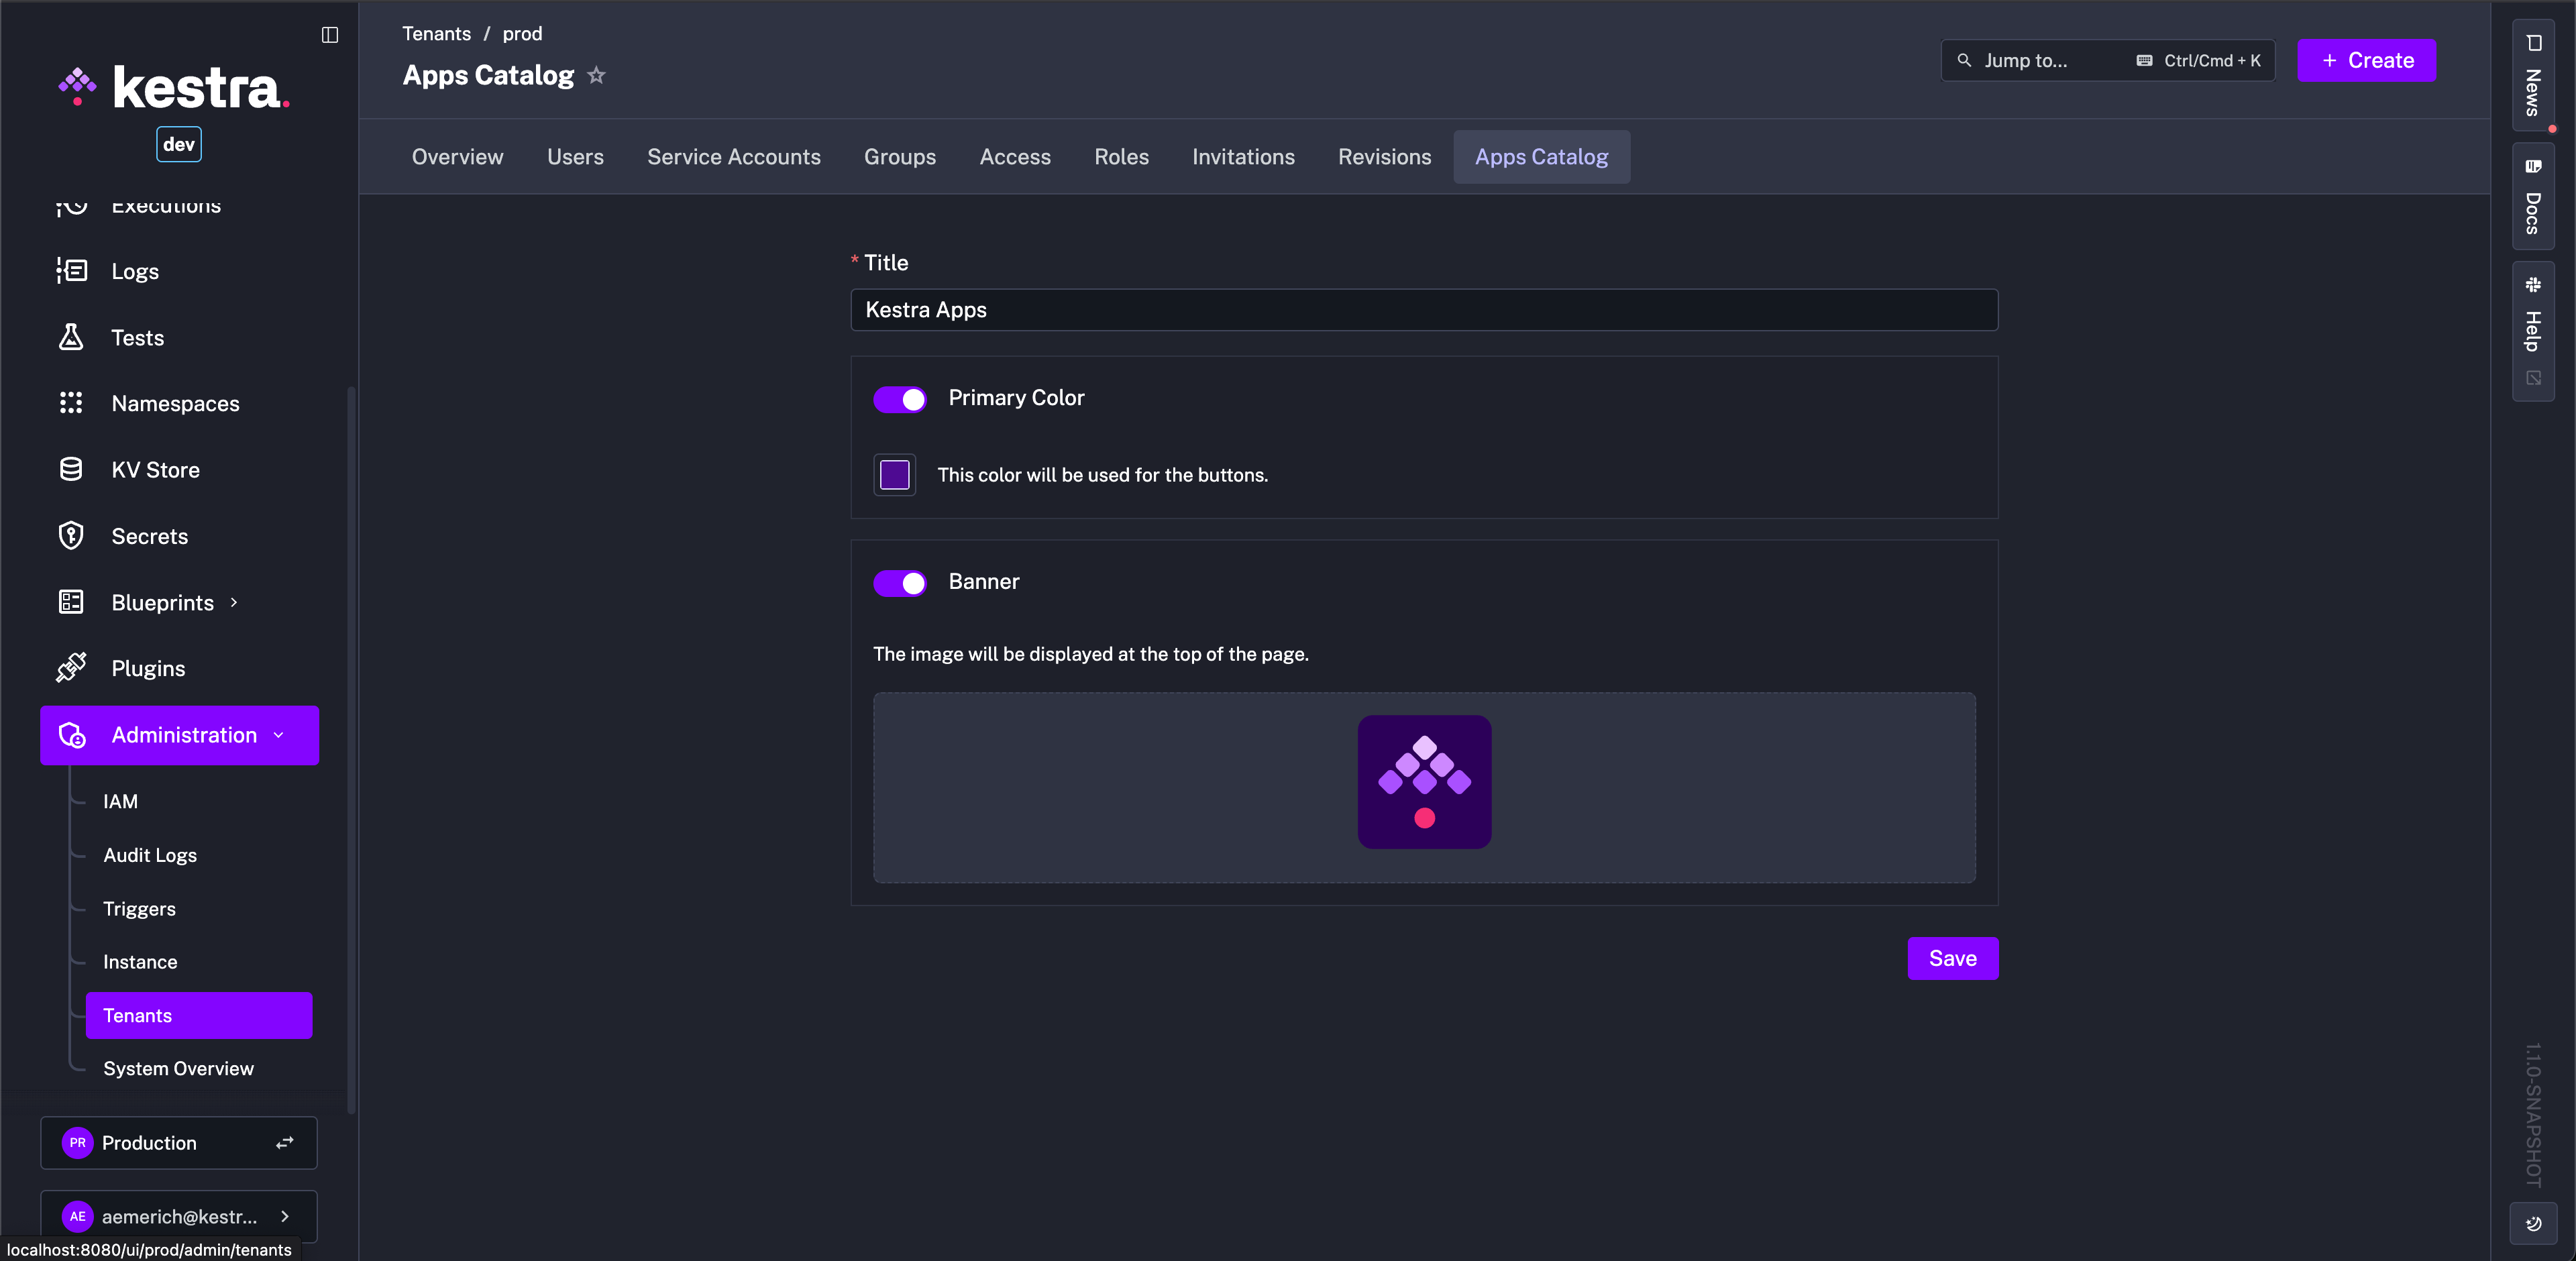 kestra.
dev
Executions
Logs
Tests
Namespaces
KV Store
Secrets
Blueprints
Plugins
Administration
IAM
Audit Logs
Triggers
Instance
Tenants
System Overview
PR Production
AE aemerich@kestr...
localhost:8080/ui/prod/admin/tenants
Tenants / prod
Apps Catalog
Jump to... Ctrl/Cmd + K
+ Create
Overview Users Service Accounts Groups Access Roles Invitations Revisions Apps Catalog
* Title
Kestra Apps
Primary Color
This color will be used for the buttons.
Banner
The image will be displayed at the top of the page.
Save
News
Docs
Help
1.1.0-SNAPSHOT